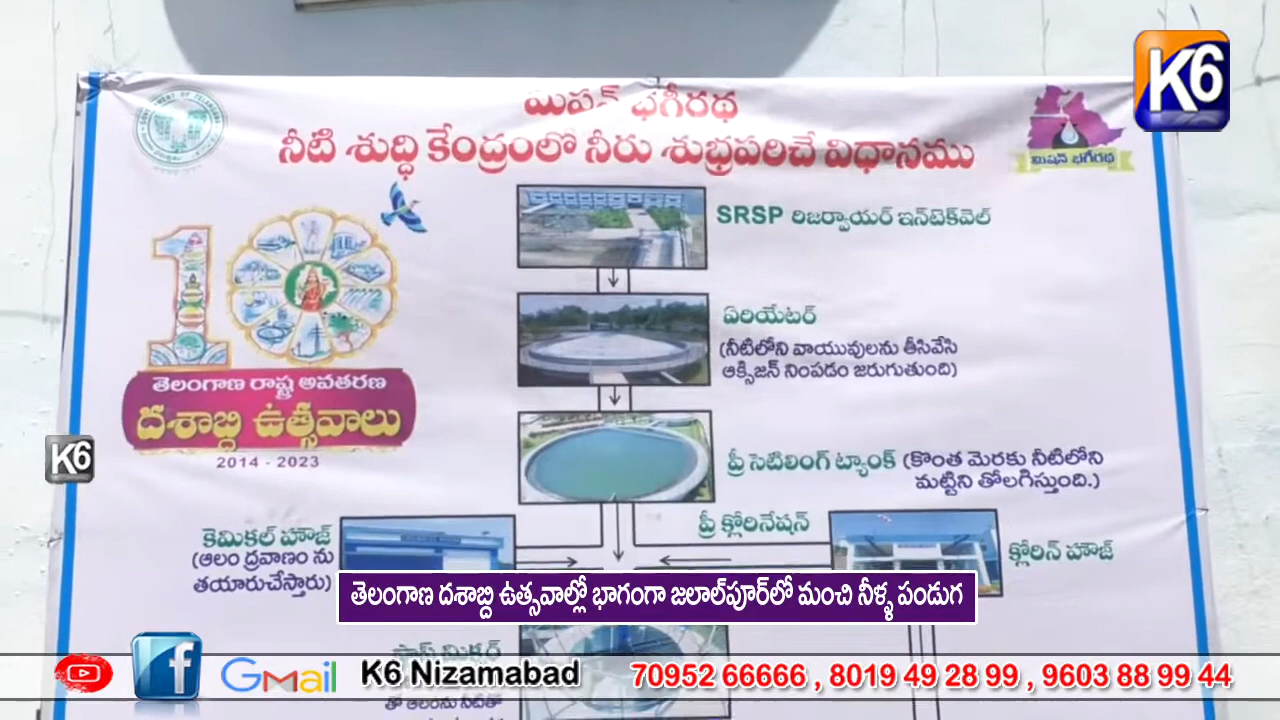 K6
మిషన్ భగీరథ
నీటి శుద్ధి కేంద్రంలో నీరు శుభ్రపరిచే విధానము
మిషన్ భగీరథ
SRSP రిజర్వాయర్ ఇన్‌టెక్‌వెల్
10
తెలంగాణ రాష్ట్ర అవతరణ
దశాబ్ది ఉత్సవాలు
2014 - 2023
ఏరియేటర్
(నీటిలోని వాయువులను తీసివేసి
ఆక్సిజన్ నింపడం జరుగుతుంది)
K6
ప్రీ సెటిలింగ్ ట్యాంక్ (కొంత మెరకు నీటిలోని
మట్టిని తోలగిస్తుంది.)
ప్రీ క్లోరినేషన్
కెమికల్ హౌజ్
(ఆలం ద్రవాణం ను
తయారుచేస్తారు)
క్లోరిన్ హౌజ్
తెలంగాణ దశాబ్ది ఉత్సవాల్లో భాగంగా జలాల్‌పూర్‌లో మంచి నీళ్ళ పండుగ
f
Gmail
K6 Nizamabad
70952 66666 , 8019 49 28 99 , 9603 88 99 44